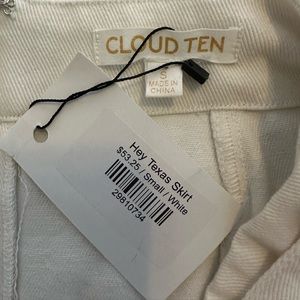 CLOUD TEN
S
MADE IN
CHINA
Hey Texas Skirt
$53.25 / Small / White
29810734